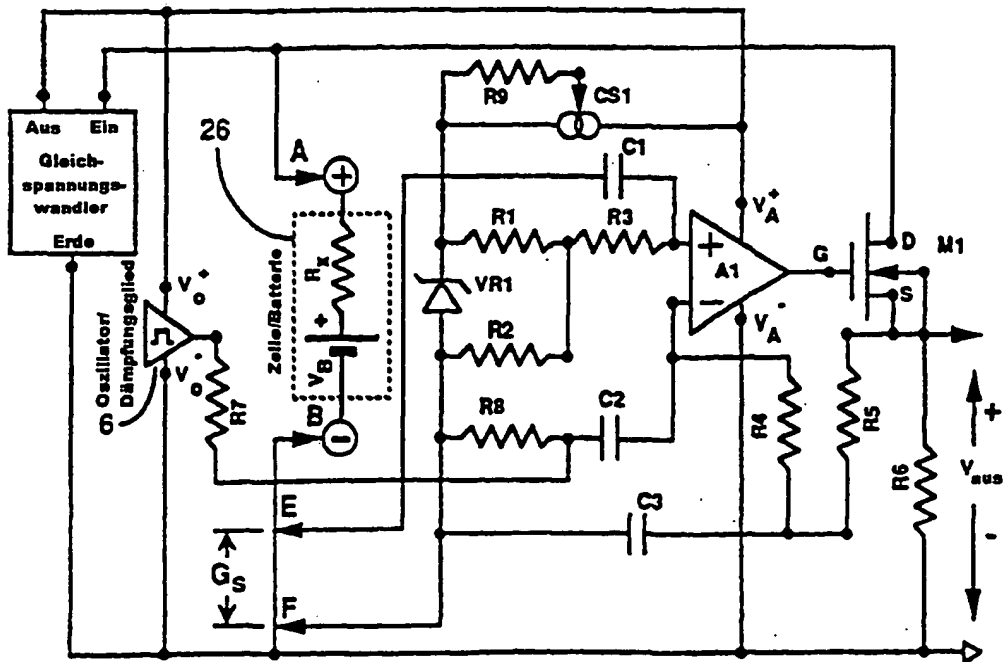 Aus Ein
Gleich-
spannungs-
wandler
Erde
26
A
+
R9
CS1
C1
R1
R3
V_A^+
+
A1
−
G
D
M1
S
V_A^-
V_o^+
V_o^-
6
Oszillator/
Dämpfungsglied
R7
Zelle/Batterie
R_x
+
V_B
B
−
VR1
R2
R8
C2
R4
R5
R6
+
V_aus
-
E
C3
G_S
F